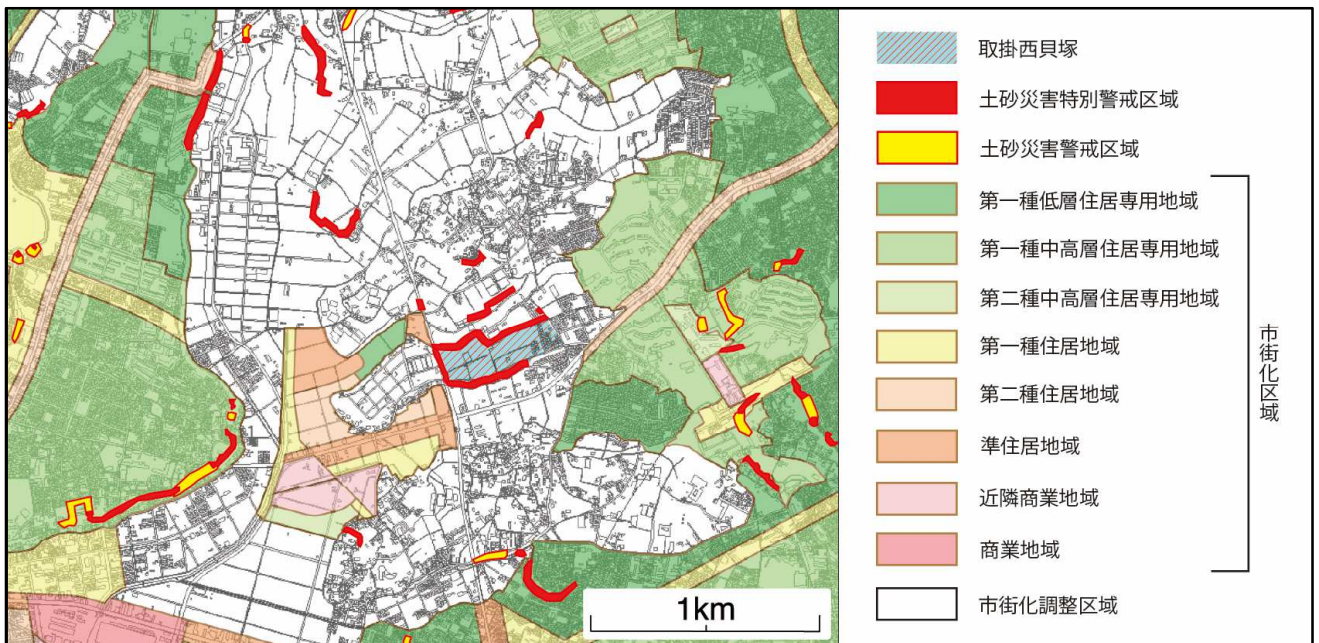 取掛西貝塚
土砂災害特別警戒区域
土砂災害警戒区域
第一種低層住居専用地域
第一種中高層住居専用地域
第二種中高層住居専用地域
第一種住居地域
第二種住居地域
準住居地域
近隣商業地域
商業地域
市街化調整区域
市街化区域
1km